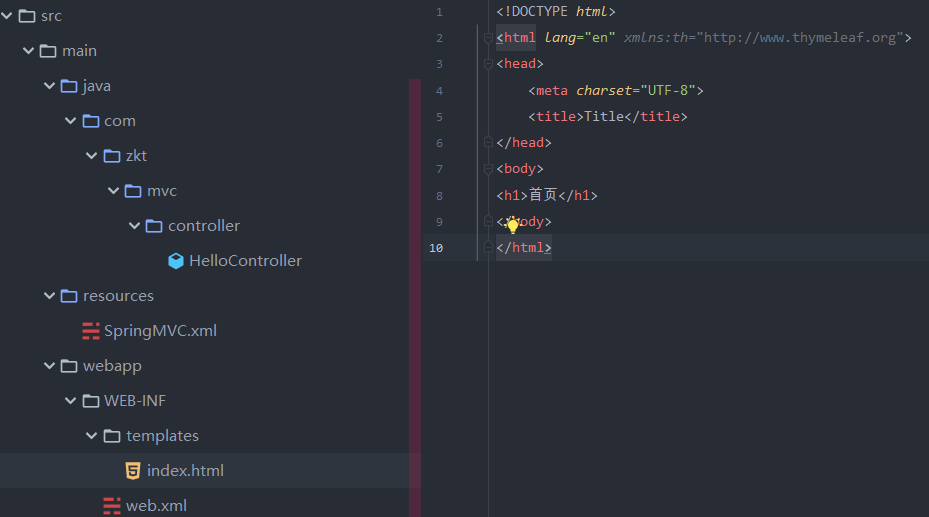 src
main
java
com
zkt
mvc
controller
HelloController
resources
SpringMVC.xml
webapp
WEB-INF
templates
index.html
web.xml
1 <!DOCTYPE html>
2 <html lang="en" xmlns:th="http://www.thymeleaf.org">
3 <head>
4 <meta charset="UTF-8">
5 <title>Title</title>
6 </head>
7 <body>
8 <h1>首页</h1>
9 </body>
10 </html>